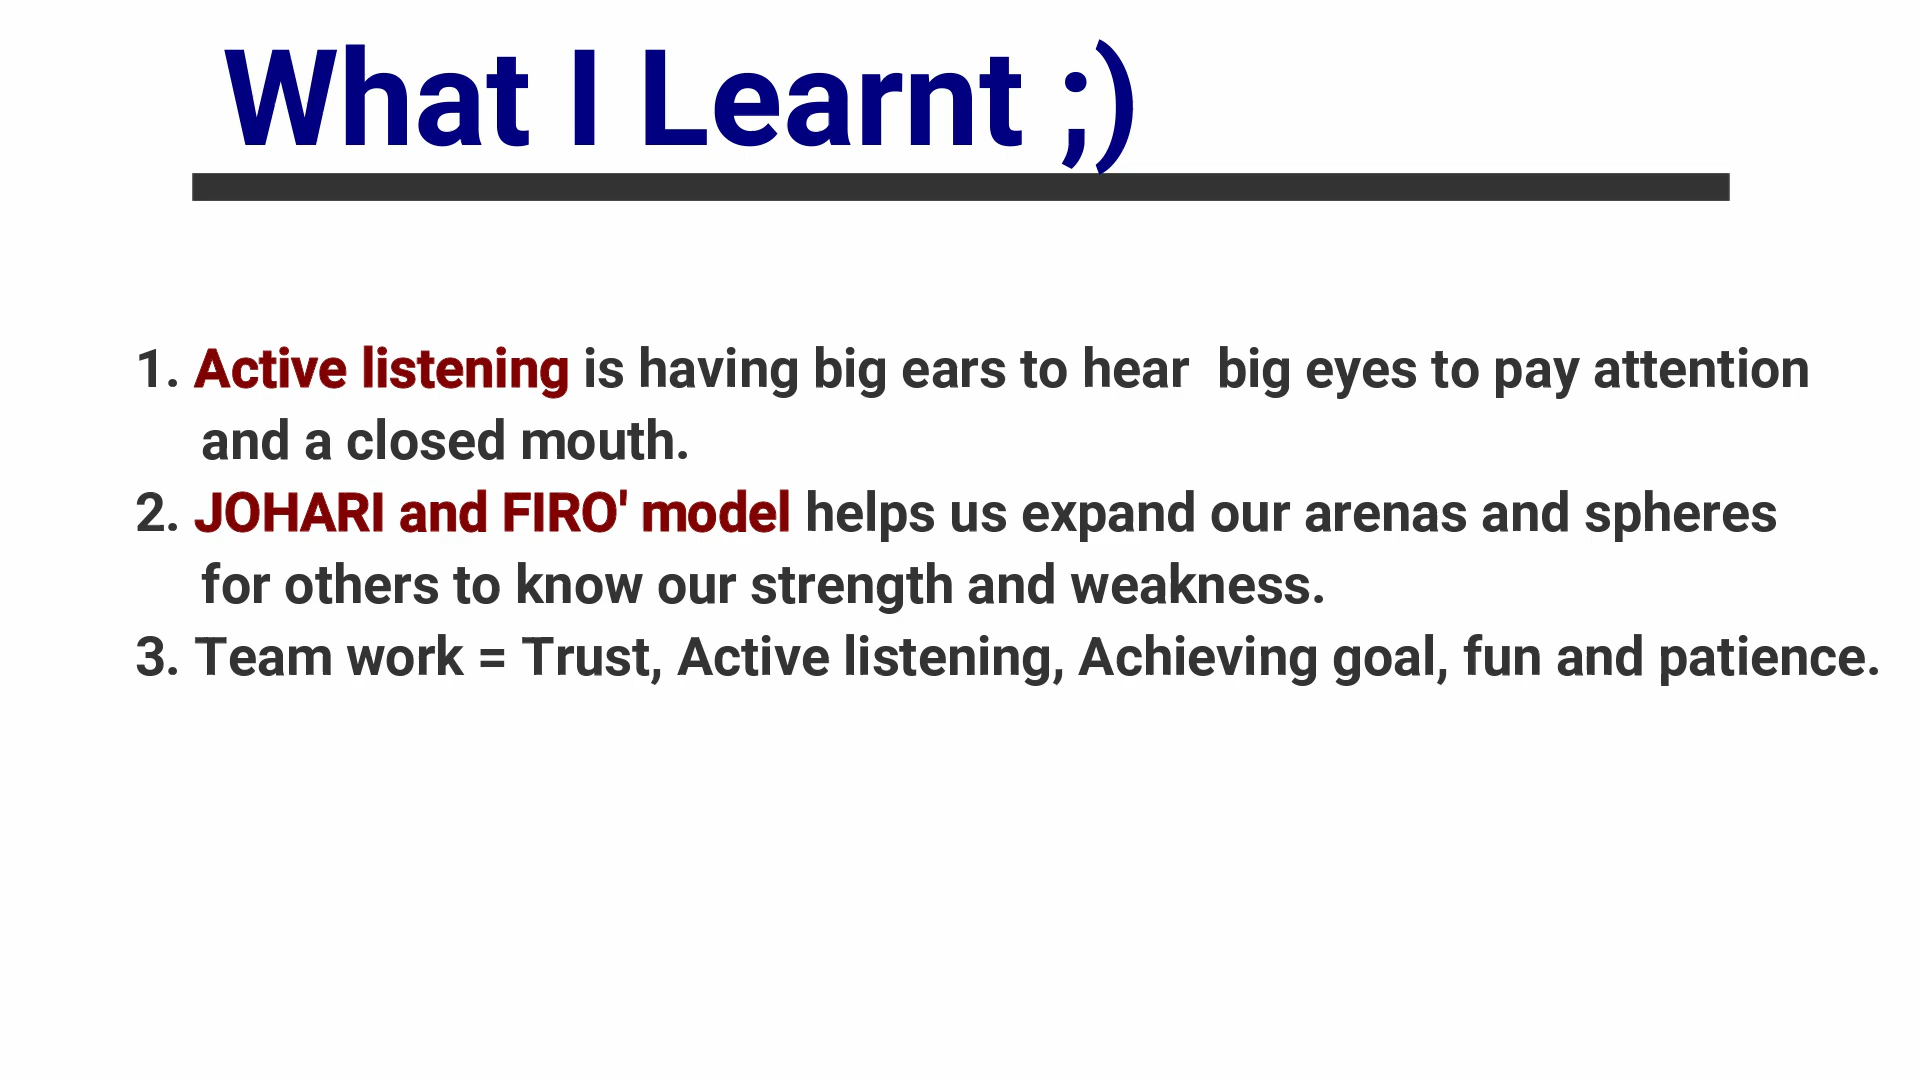 What I Learnt ;)
1. Active listening is having big ears to hear  big eyes to pay attention
and a closed mouth.
2. JOHARI and FIRO' model helps us expand our arenas and spheres
for others to know our strength and weakness.
3. Team work = Trust, Active listening, Achieving goal, fun and patience.